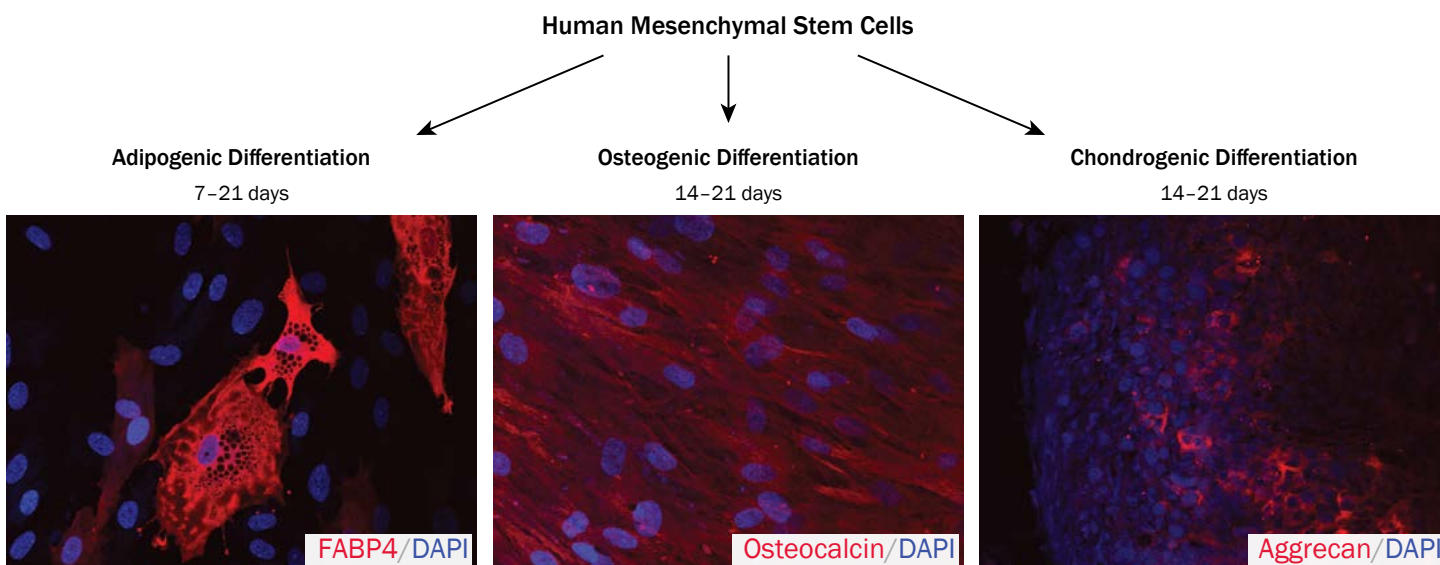 Human Mesenchymal Stem Cells
Adipogenic Differentiation
7–21 days
Osteogenic Differentiation
14–21 days
Chondrogenic Differentiation
14–21 days
FABP4/DAPI
Osteocalcin/DAPI
Aggrecan/DAPI